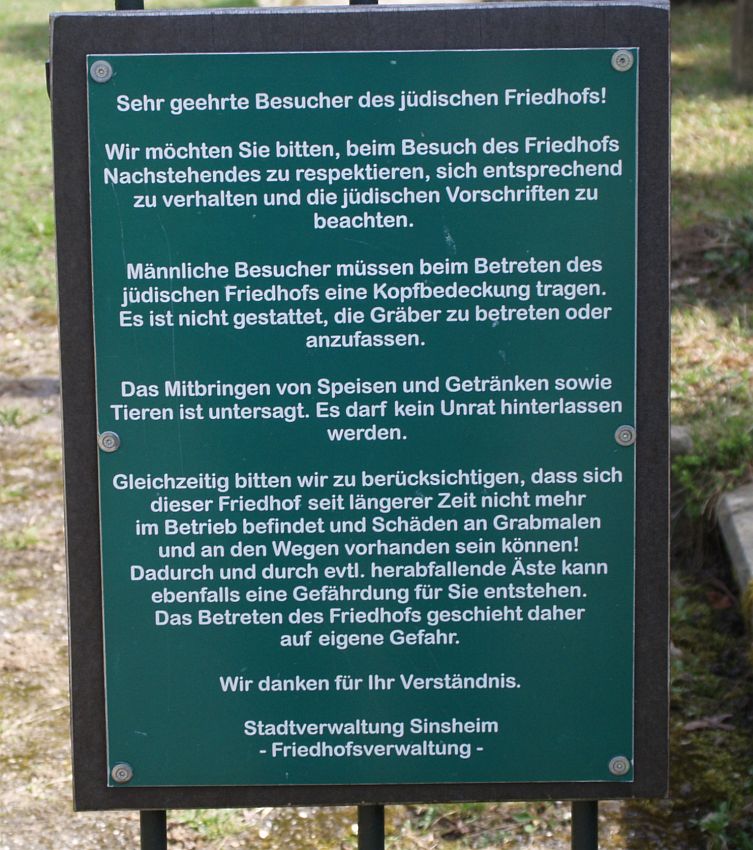 Sehr geehrte Besucher des jüdischen Friedhofs!
Wir möchten Sie bitten, beim Besuch des Friedhofs
Nachstehendes zu respektieren, sich entsprechend
zu verhalten und die jüdischen Vorschriften zu
beachten.
Männliche Besucher müssen beim Betreten des
jüdischen Friedhofs eine Kopfbedeckung tragen.
Es ist nicht gestattet, die Gräber zu betreten oder
anzufassen.
Das Mitbringen von Speisen und Getränken sowie
Tieren ist untersagt. Es darf kein Unrat hinterlassen
werden.
Gleichzeitig bitten wir zu berücksichtigen, dass sich
dieser Friedhof seit längerer Zeit nicht mehr
im Betrieb befindet und Schäden an Grabmalen
und an den Wegen vorhanden sein können!
Dadurch und durch evtl. herabfallende Äste kann
ebenfalls eine Gefährdung für Sie entstehen.
Das Betreten des Friedhofs geschieht daher
auf eigene Gefahr.
Wir danken für Ihr Verständnis.
Stadtverwaltung Sinsheim
- Friedhofsverwaltung -